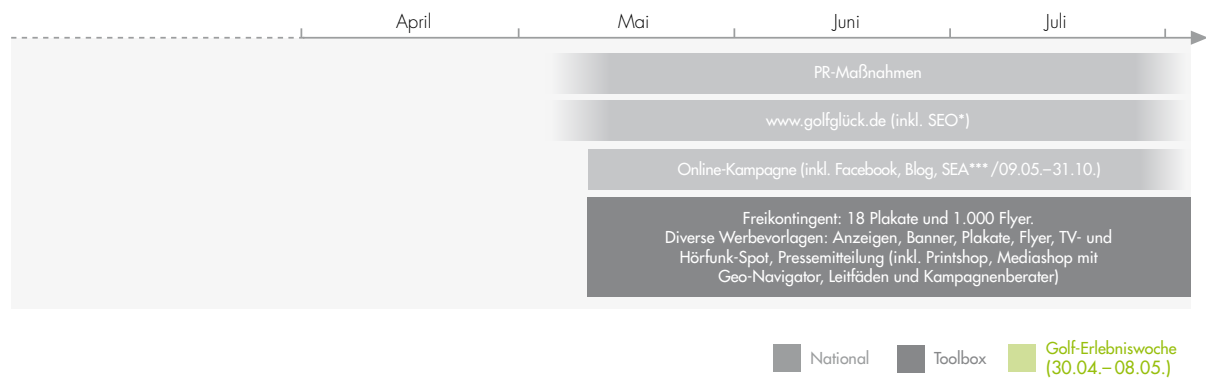 April Mai Juni Juli
PR-Maßnahmen
www.golfglück.de (inkl. SEO*)
Online-Kampagne (inkl. Facebook, Blog, SEA*** /09.05.–31.10.)
Freikontingent: 18 Plakate und 1.000 Flyer.
Diverse Werbevorlagen: Anzeigen, Banner, Plakate, Flyer, TV- und
Hörfunk-Spot, Pressemitteilung (inkl. Printshop, Mediashop mit
Geo-Navigator, Leitfäden und Kampagnenberater)
National
Toolbox
Golf-Erlebniswoche
(30.04.–08.05.)